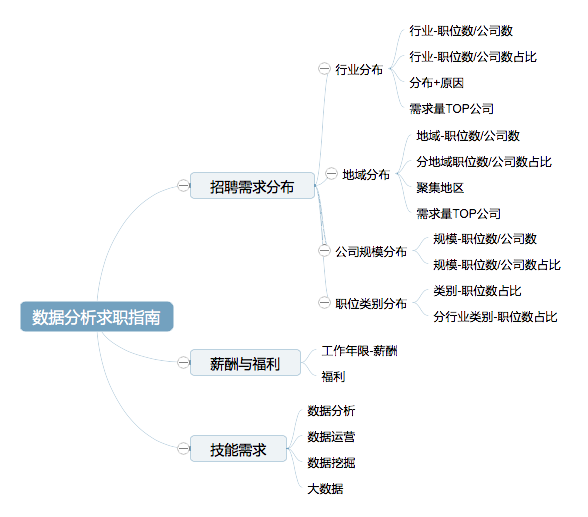 数据分析求职指南
招聘需求分布
行业分布
行业-职位数/公司数
行业-职位数/公司数占比
分布+原因
需求量TOP公司
地域分布
地域-职位数/公司数
分地域职位数/公司数占比
聚集地区
需求量TOP公司
公司规模分布
规模-职位数/公司数
规模-职位数/公司数占比
职位类别分布
类别-职位数占比
分行业类别-职位数占比
薪酬与福利
工作年限-薪酬
福利
技能需求
数据分析
数据运营
数据挖掘
大数据